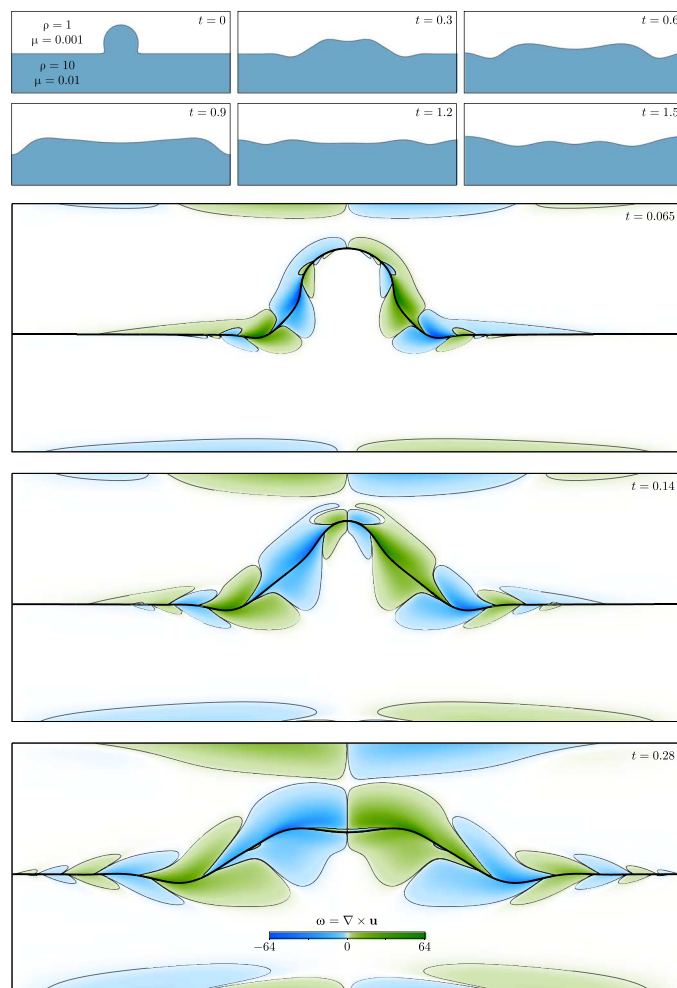 ρ = 1
μ = 0.001
ρ = 10
μ = 0.01
t = 0
t = 0.3
t = 0.6
t = 0.9
t = 1.2
t = 1.5
t = 0.065
t = 0.14
t = 0.28
ω = ∇ × u
−64 0 64